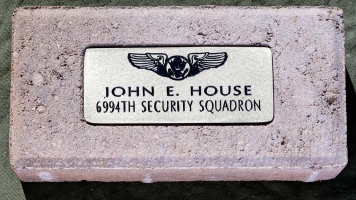 JOHN E. HOUSE
6994TH SECURITY SQUADRON